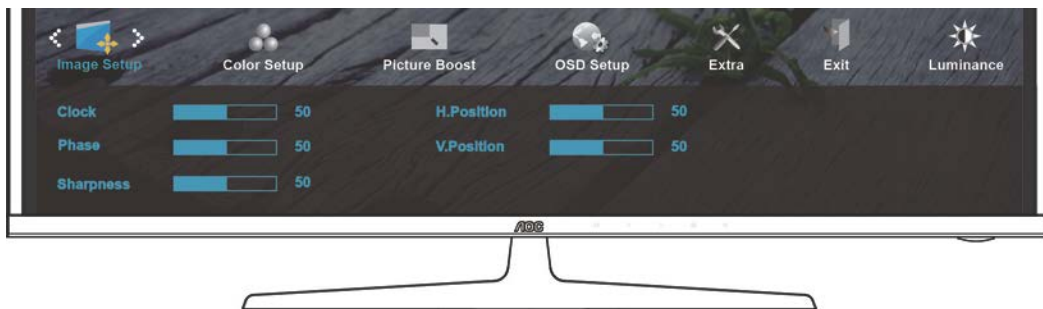 Image Setup Color Setup Picture Boost OSD Setup Extra Exit Luminance
Clock 50 H.Position 50
Phase 50 V.Position 50
Sharpness 50
AOC